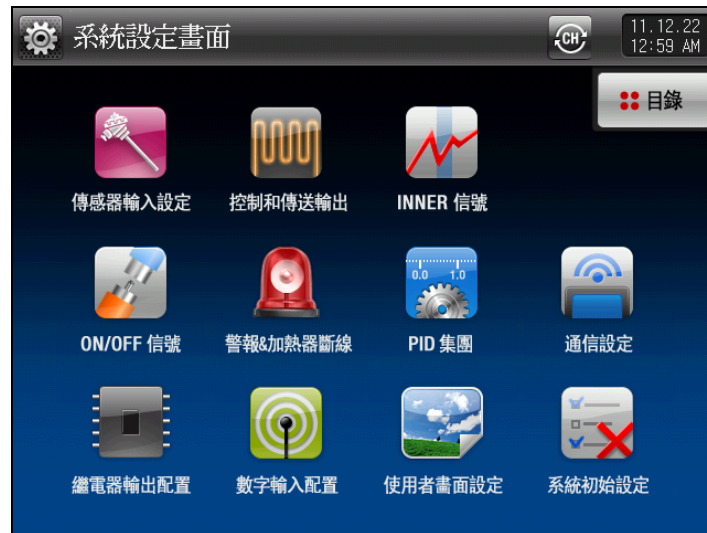 系統設定畫面
CH
11.12.22
12:59 AM
目錄
傳感器輸入設定
控制和傳送輸出
INNER 信號
0.0 1.0
ON/OFF 信號
警報&加熱器斷線
PID 集團
通信設定
繼電器輸出配置
數字輸入配置
使用者畫面設定
系統初始設定